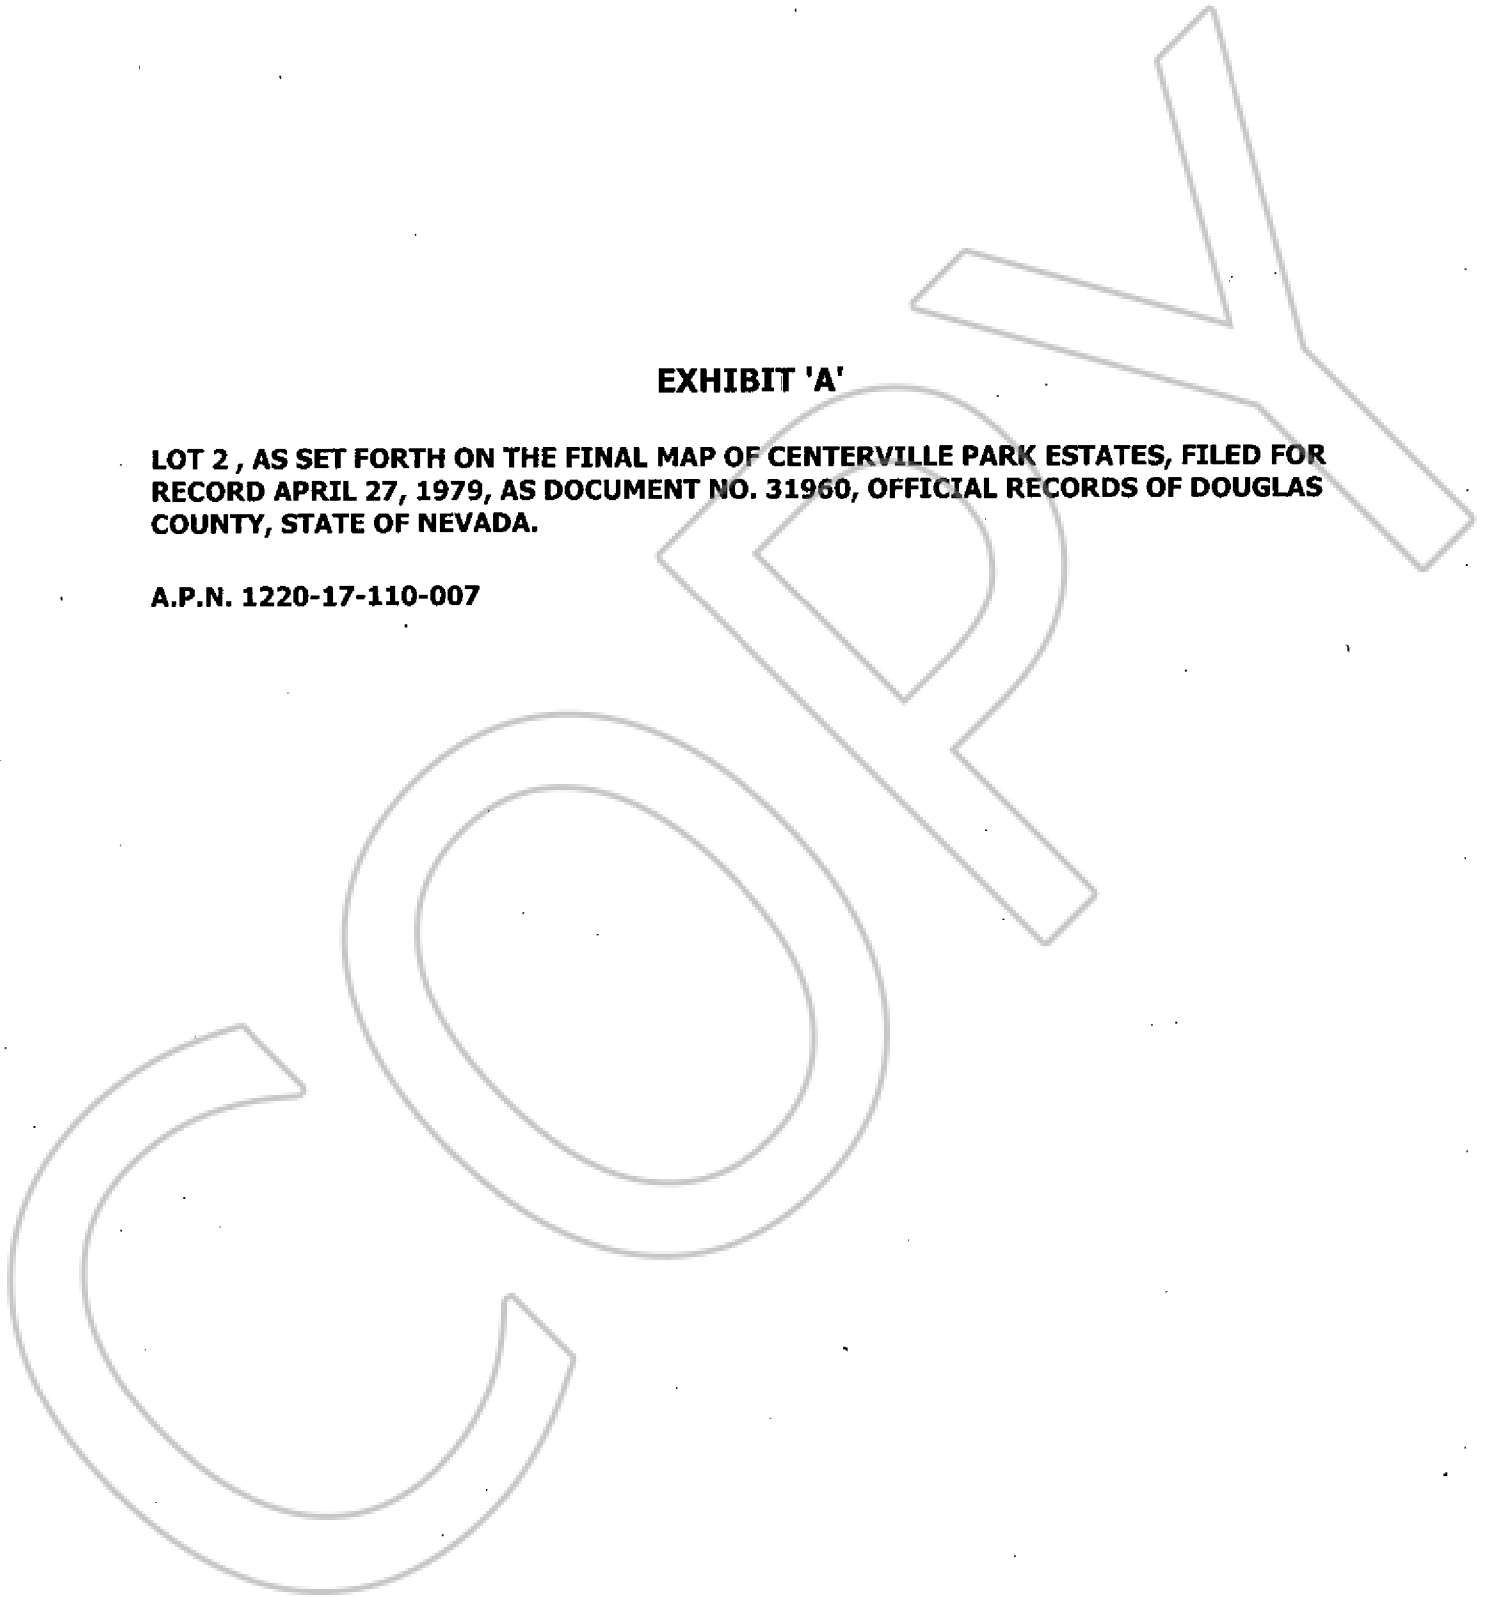 EXHIBIT 'A'
LOT 2 , AS SET FORTH ON THE FINAL MAP OF CENTERVILLE PARK ESTATES, FILED FOR
RECORD APRIL 27, 1979, AS DOCUMENT NO. 31960, OFFICIAL RECORDS OF DOUGLAS
COUNTY, STATE OF NEVADA.
A.P.N. 1220-17-110-007
COPY